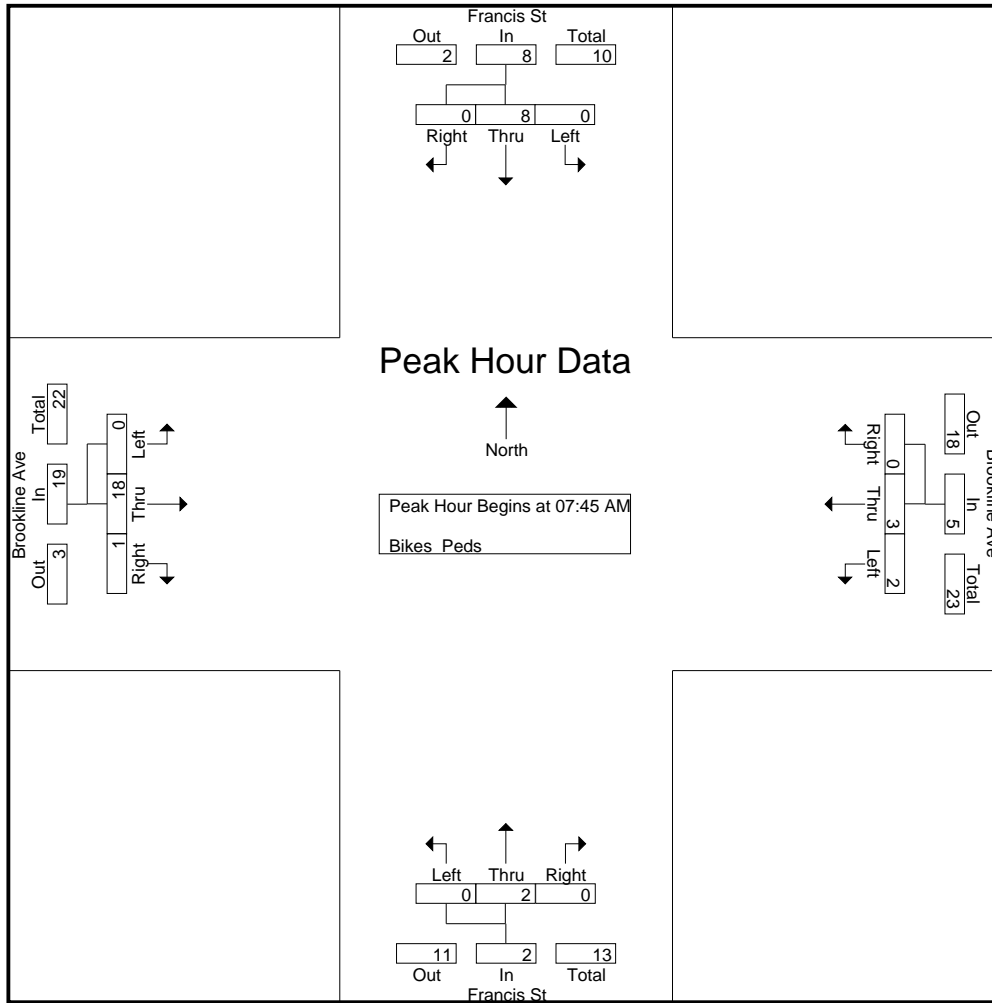 Francis St
Out In Total
2 8 10
0 8 0
Right Thru Left
Peak Hour Data
North
Peak Hour Begins at 07:45 AM
Bikes Peds
Brookline Ave
Total In Out
22 19 3
0 18 1
Left Thru Right
Right Thru Left
0 3 2
Out In Total
18 5 23
Brookline Ave
Left Thru Right
0 2 0
11 2 13
Out In Total
Francis St